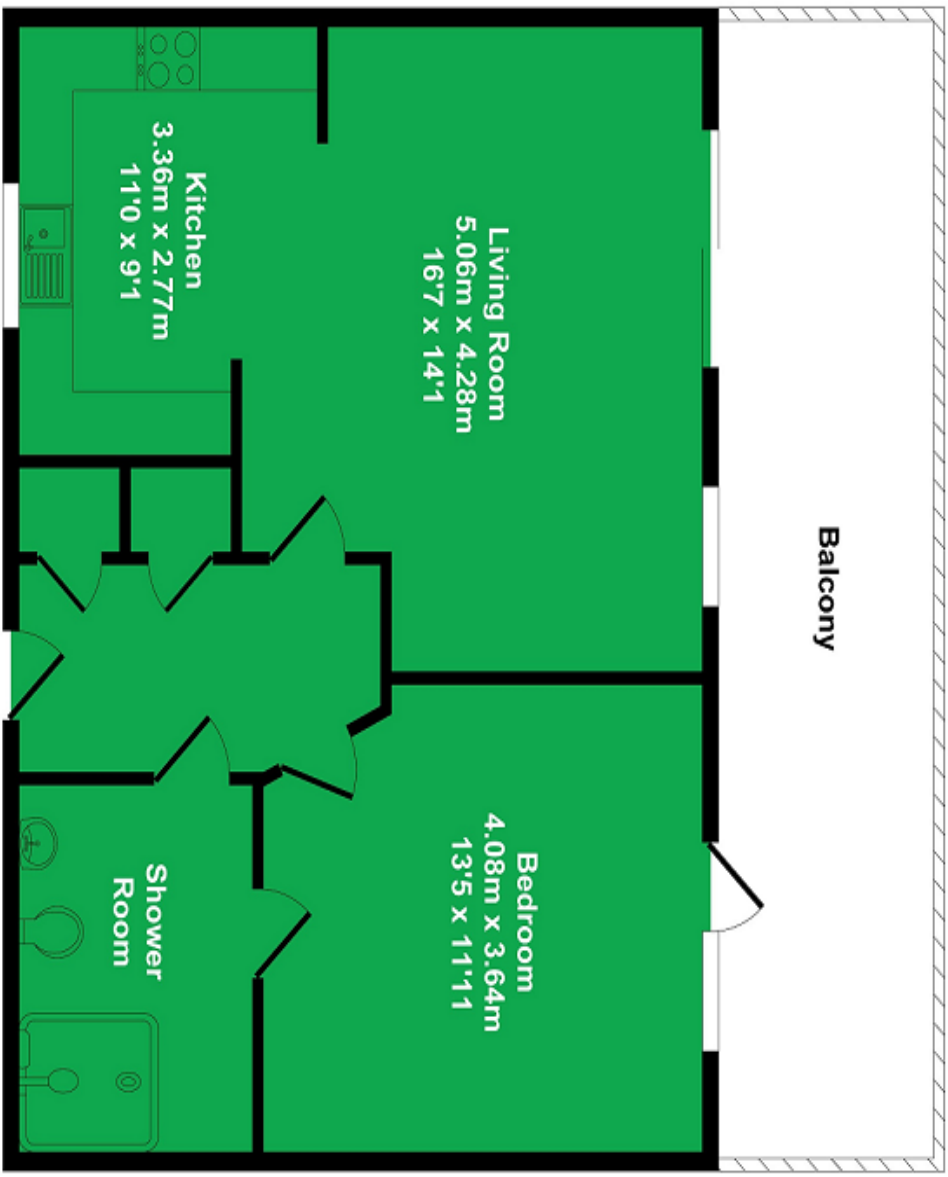 Kitchen
3.36m x 2.77m
11'0 x 9'1
Living Room
5.06m x 4.28m
16'7 x 14'1
Balcony
Bedroom
4.08m x 3.64m
13'5 x 11'11
Shower
Room